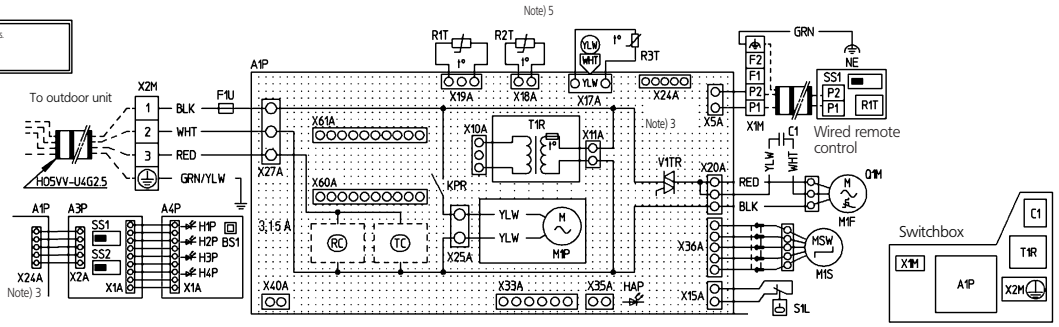 Note) 5
s.
To outdoor unit
X2M
1
2
3
BLK
WHT
RED
GRN/YLW
F1U
H05VV-U4G2.5
A1P
X27A
X61A
X60A
3,15 A
RC
TC
X40A
R1T
t°
X19A
R2T
t°
X18A
YLW
WHT
t°
R3T
YLW
X17A
X24A
X10A
T1R
t°
X11A
Note) 3
KPR
X25A
YLW
YLW
M
M1P
X33A
X35A
HAP
V1TR
X5A
X20A
X36A
X15A
GRN
NE
F2
F1
P2
P1
X1M
SS1
P2
P1
R1T
Wired remote
control
C1
YLW
WHT
RED
BLK
Q1M
M
M1F
MSW
M1S
S1L
A1P
X24A
Note) 3
A3P
SS1
SS2
X2A
X1A
A4P
H1P
H2P
H3P
H4P
BS1
X1A
Switchbox
C1
X1M
T1R
A1P
X2M